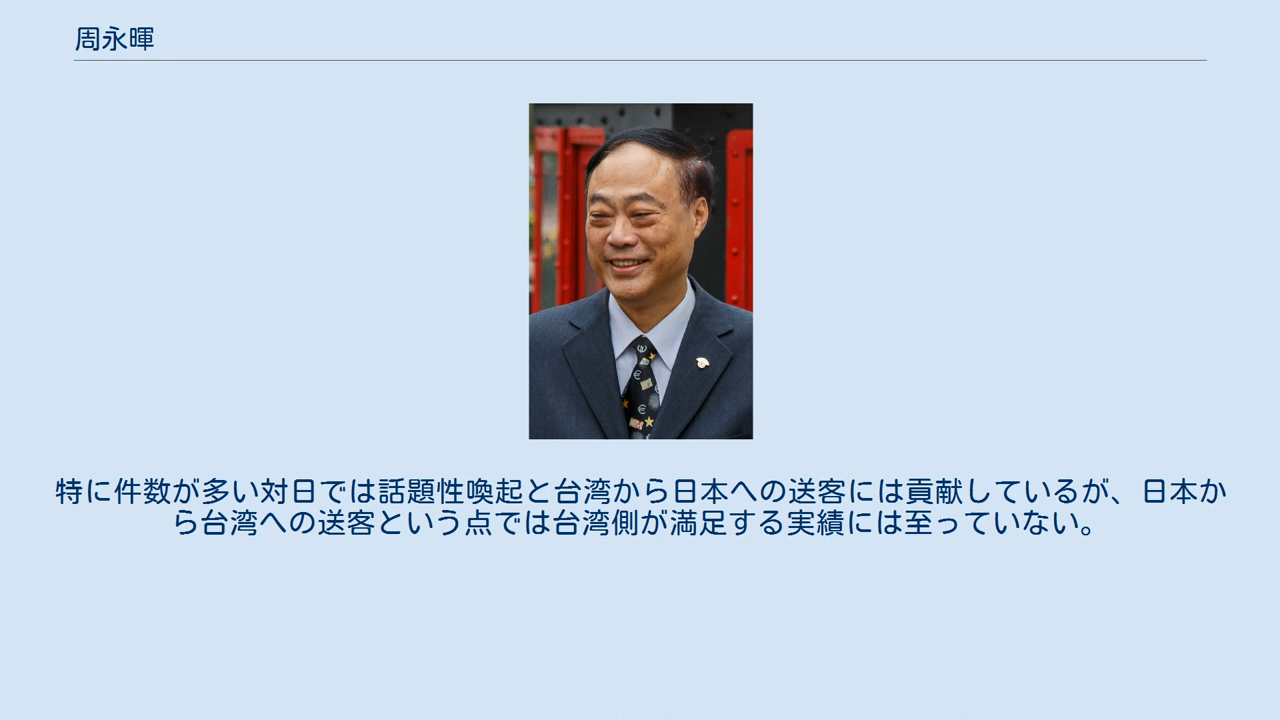 周永暉
特に件数が多い対日では話題性喚起と台湾から日本への送客には貢献しているが、日本か
ら台湾への送客という点では台湾側が満足する実績には至っていない。